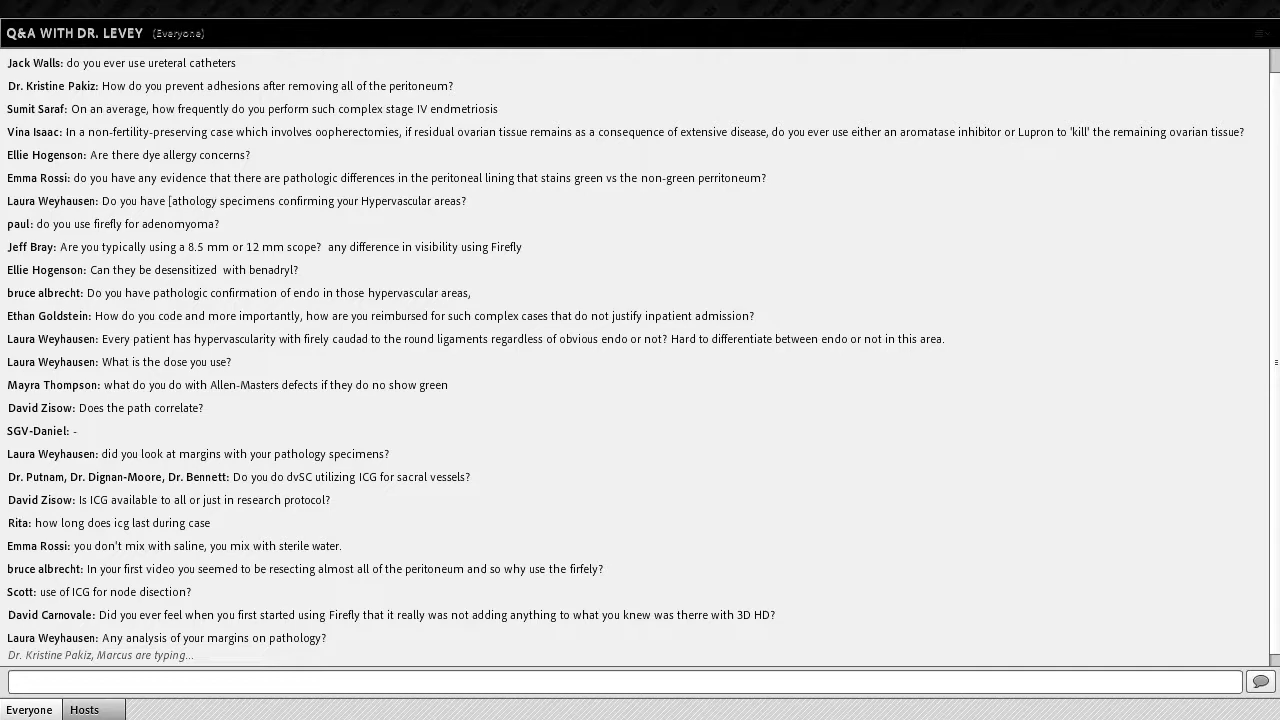 Q&A WITH DR. LEVEY (Everyone)
Jack Walls: do you ever use ureteral catheters
Dr. Kristine Pakiz: How do you prevent adhesions after removing all of the peritoneum?
Sumit Saraf: On an average, how frequently do you perform such complex stage IV endmetriosis
Vina Isaac: In a non-fertility-preserving case which involves oopherectomies, if residual ovarian tissue remains as a consequence of extensive disease, do you ever use either an aromatase inhibitor or Lupron to 'kill' the remaining ovarian tissue?
Ellie Hogenson: Are there dye allergy concerns?
Emma Rossi: do you have any evidence that there are pathologic differences in the peritoneal lining that stains green vs the non-green perritoneum?
Laura Weyhausen: Do you have [athology specimens confirming your Hypervascular areas?
paul: do you use firefly for adenomyoma?
Jeff Bray: Are you typically using a 8.5 mm or 12 mm scope?  any difference in visibility using Firefly
Ellie Hogenson: Can they be desensitized  with benadryl?
bruce albrecht: Do you have pathologic confirmation of endo in those hypervascular areas,
Ethan Goldstein: How do you code and more importantly, how are you reimbursed for such complex cases that do not justify inpatient admission?
Laura Weyhausen: Every patient has hypervascularity with firely caudad to the round ligaments regardless of obvious endo or not? Hard to differentiate between endo or not in this area.
Laura Weyhausen: What is the dose you use?
Mayra Thompson: what do you do with Allen-Masters defects if they do no show green
David Zisow: Does the path correlate?
SGV-Daniel: -
Laura Weyhausen: did you look at margins with your pathology specimens?
Dr. Putnam, Dr. Dignan-Moore, Dr. Bennett: Do you do dvSC utilizing ICG for sacral vessels?
David Zisow: Is ICG available to all or just in research protocol?
Rita: how long does icg last during case
Emma Rossi: you don't mix with saline, you mix with sterile water.
bruce albrecht: In your first video you seemed to be resecting almost all of the peritoneum and so why use the firfely?
Scott: use of ICG for node disection?
David Carnovale: Did you ever feel when you first started using Firefly that it really was not adding anything to what you knew was therre with 3D HD?
Laura Weyhausen: Any analysis of your margins on pathology?
Dr. Kristine Pakiz, Marcus are typing...
Everyone Hosts